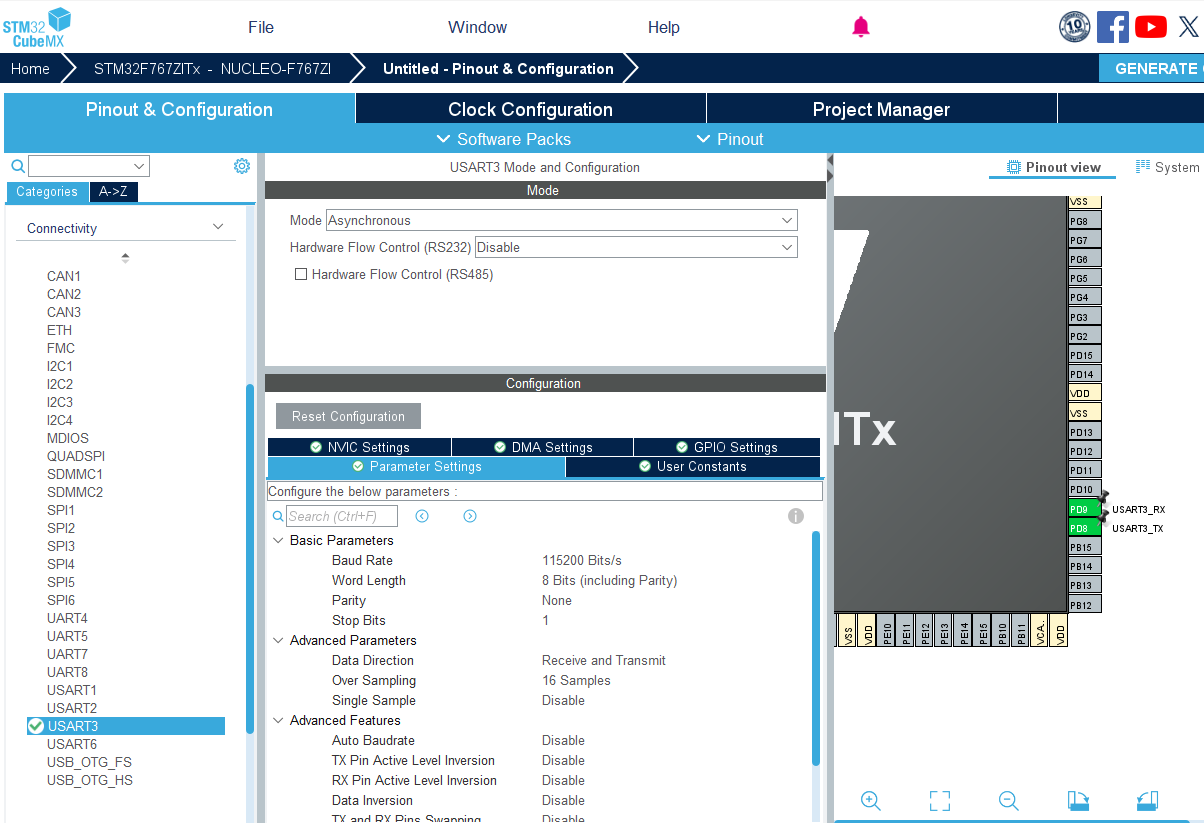 STM32
CubeMX
File
Window
Help
10
Home
STM32F767ZITx - NUCLEO-F767ZI
Untitled - Pinout & Configuration
GENERATE
Pinout & Configuration
Clock Configuration
Project Manager
Software Packs
Pinout
Categories
A->Z
Connectivity
CAN1
CAN2
CAN3
ETH
FMC
I2C1
I2C2
I2C3
I2C4
MDIOS
QUADSPI
SDMMC1
SDMMC2
SPI1
SPI2
SPI3
SPI4
SPI5
SPI6
UART4
UART5
UART7
UART8
USART1
USART2
USART3
USART6
USB_OTG_FS
USB_OTG_HS
USART3 Mode and Configuration
Mode
Mode Asynchronous
Hardware Flow Control (RS232) Disable
Hardware Flow Control (RS485)
Configuration
Reset Configuration
NVIC Settings
DMA Settings
GPIO Settings
Parameter Settings
User Constants
Configure the below parameters :
Search (Ctrl+F)
Basic Parameters
Baud Rate 115200 Bits/s
Word Length 8 Bits (including Parity)
Parity None
Stop Bits 1
Advanced Parameters
Data Direction Receive and Transmit
Over Sampling 16 Samples
Single Sample Disable
Advanced Features
Auto Baudrate Disable
TX Pin Active Level Inversion Disable
RX Pin Active Level Inversion Disable
Data Inversion Disable
TX and RX Pins Swapping Disable
Pinout view
System
VSS
PG8
PG7
PG6
PG5
PG4
PG3
PG2
PD15
PD14
VDD
VSS
PD13
PD12
PD11
PD10
PD9 USART3_RX
PD8 USART3_TX
PB15
PB14
PB13
PB12
ITx
VSS
VDD
PE10
PE11
PE12
PE13
PE14
PE15
PB10
PB11
VCA..
VDD